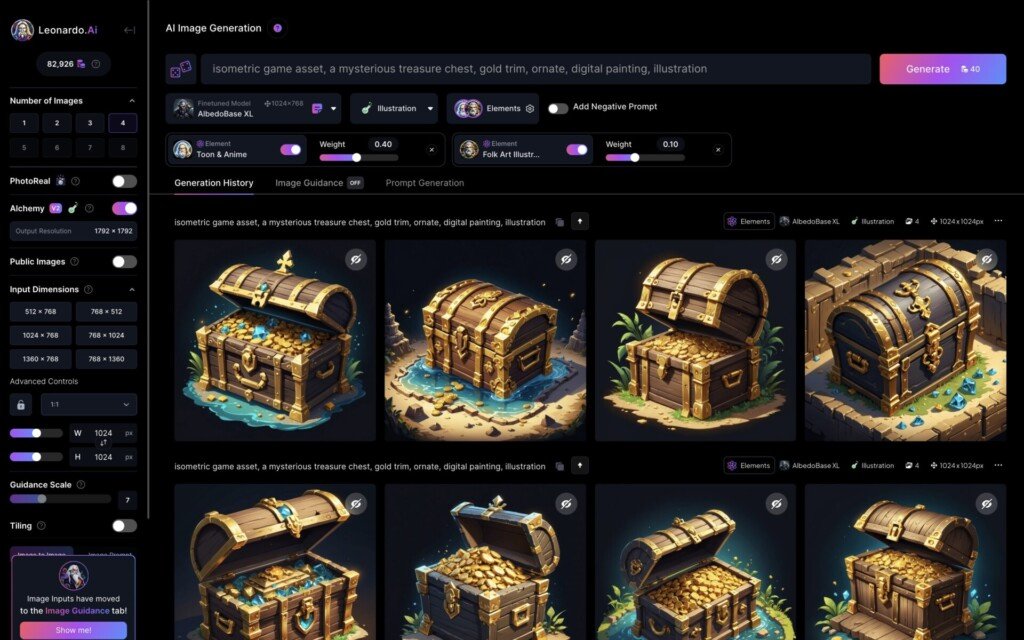 Leonardo.Ai
82,926
Number of Images
1 2 3 4
5 6 7 8
PhotoReal
Alchemy V2
Output Resolution 1792 × 1792
Public Images
Input Dimensions
512 × 768 768 × 512
1024 × 768 768 × 1024
1360 × 768 768 × 1360
Advanced Controls
1:1
W 1024 px
H 1024 px
Guidance Scale
7
Tiling
Image to Image Image Prompt
Image Inputs have moved
to the Image Guidance tab!
Show me!
AI Image Generation
isometric game asset, a mysterious treasure chest, gold trim, ornate, digital painting, illustration
Generate 40
Finetuned Model 1024×768
AlbedoBase XL
Illustration
Elements
Add Negative Prompt
Element
Toon & Anime
Weight 0.40
Element
Folk Art Illustr...
Weight 0.10
Generation History Image Guidance OFF Prompt Generation
isometric game asset, a mysterious treasure chest, gold trim, ornate, digital painting, illustration
Elements AlbedoBase XL Illustration 4 1024x1024px
isometric game asset, a mysterious treasure chest, gold trim, ornate, digital painting, illustration
Elements AlbedoBase XL Illustration 4 1024x1024px